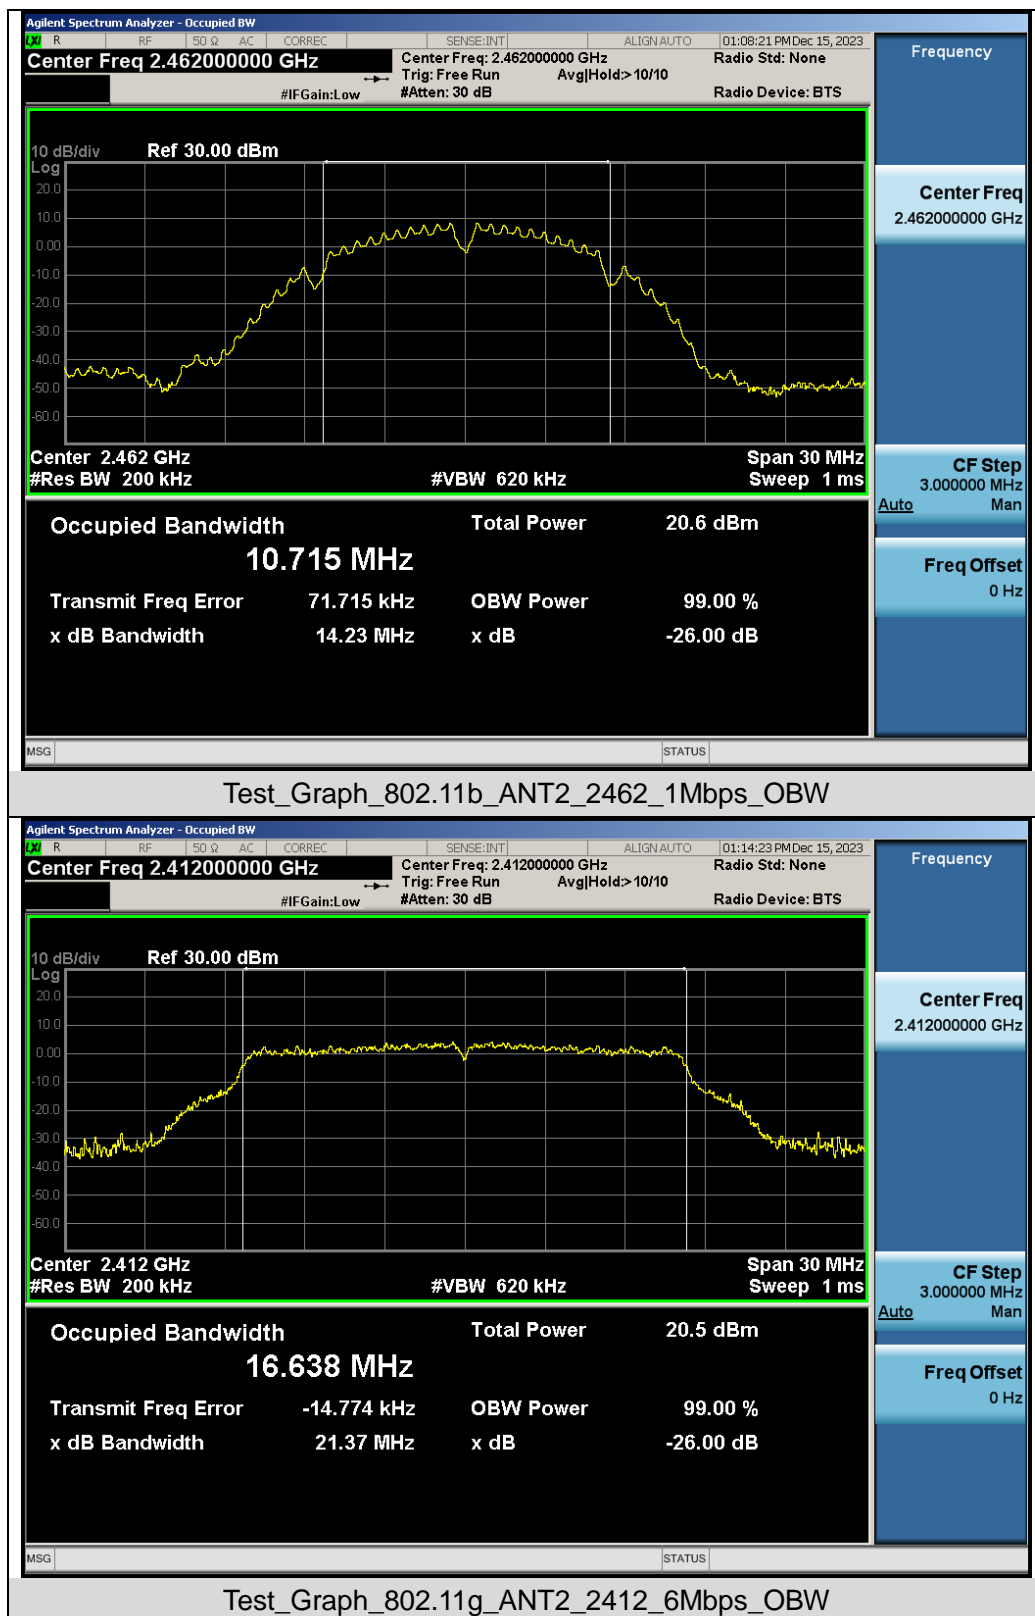 Agilent Spectrum Analyzer - Occupied BW
LXI R RF 50 Ω AC CORREC SENSE:INT ALIGN AUTO 01:08:21 PM Dec 15, 2023
Center Freq 2.462000000 GHz Center Freq: 2.462000000 GHz Radio Std: None Frequency
Trig: Free Run Avg|Hold:> 10/10
#IFGain:Low #Atten: 30 dB Radio Device: BTS
10 dB/div Ref 30.00 dBm
Log
20.0
10.0
0.00
-10.0
-20.0
-30.0
-40.0
-50.0
-60.0
Center Freq
2.462000000 GHz
Center 2.462 GHz Span 30 MHz
#Res BW 200 kHz #VBW 620 kHz Sweep 1 ms
CF Step
3.000000 MHz
Auto Man
Occupied Bandwidth Total Power 20.6 dBm
10.715 MHz
Freq Offset
0 Hz
Transmit Freq Error 71.715 kHz OBW Power 99.00 %
x dB Bandwidth 14.23 MHz x dB -26.00 dB
MSG STATUS
Test_Graph_802.11b_ANT2_2462_1Mbps_OBW
Agilent Spectrum Analyzer - Occupied BW
LXI R RF 50 Ω AC CORREC SENSE:INT ALIGN AUTO 01:14:23 PM Dec 15, 2023
Center Freq 2.412000000 GHz Center Freq: 2.412000000 GHz Radio Std: None Frequency
Trig: Free Run Avg|Hold:> 10/10
#IFGain:Low #Atten: 30 dB Radio Device: BTS
10 dB/div Ref 30.00 dBm
Log
20.0
10.0
0.00
-10.0
-20.0
-30.0
-40.0
-50.0
-60.0
Center Freq
2.412000000 GHz
Center 2.412 GHz Span 30 MHz
#Res BW 200 kHz #VBW 620 kHz Sweep 1 ms
CF Step
3.000000 MHz
Auto Man
Occupied Bandwidth Total Power 20.5 dBm
16.638 MHz
Freq Offset
0 Hz
Transmit Freq Error -14.774 kHz OBW Power 99.00 %
x dB Bandwidth 21.37 MHz x dB -26.00 dB
MSG STATUS
Test_Graph_802.11g_ANT2_2412_6Mbps_OBW